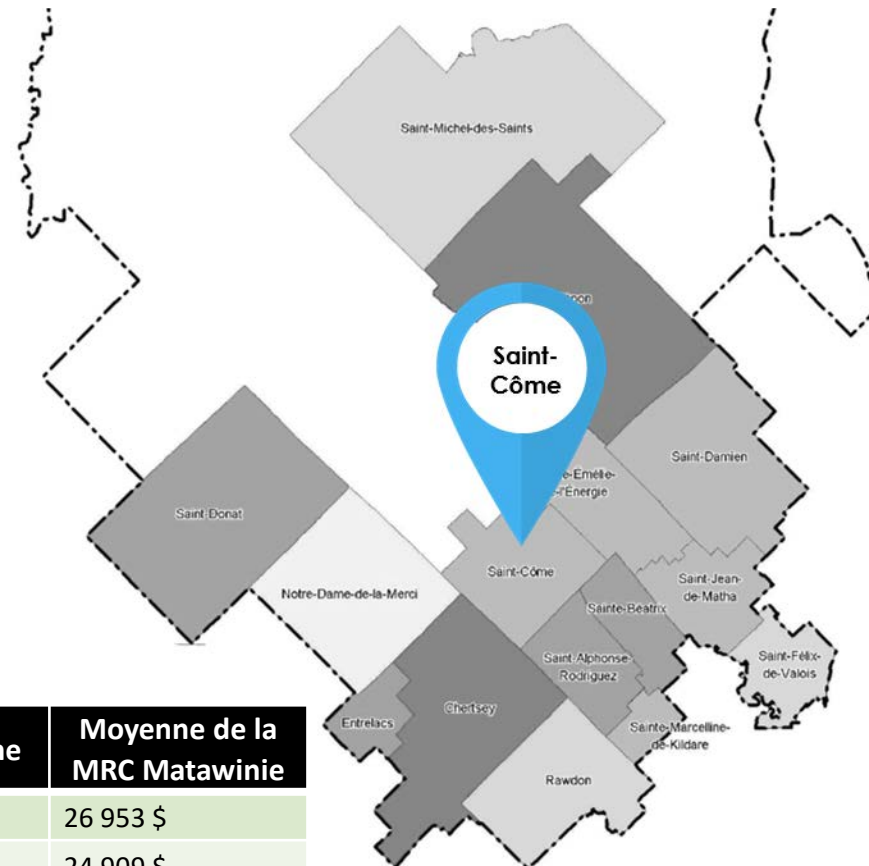 Saint-Michel-des-Saints
Saint-
Côme
Saint-Damien
Saint-Donat
Saint-Côme
Notre-Dame-de-la-Merci
Saint-Jean-
de-Matha
Sainte-Beatrix
Saint-Félix-
de-Valois
Saint-Alphonse-
Rodriguez
Entrelacs
Chertsey
Sainte-Marcelline-
de-Kildare
Rawdon
Moyenne de la
MRC Matawinie
26 953 $